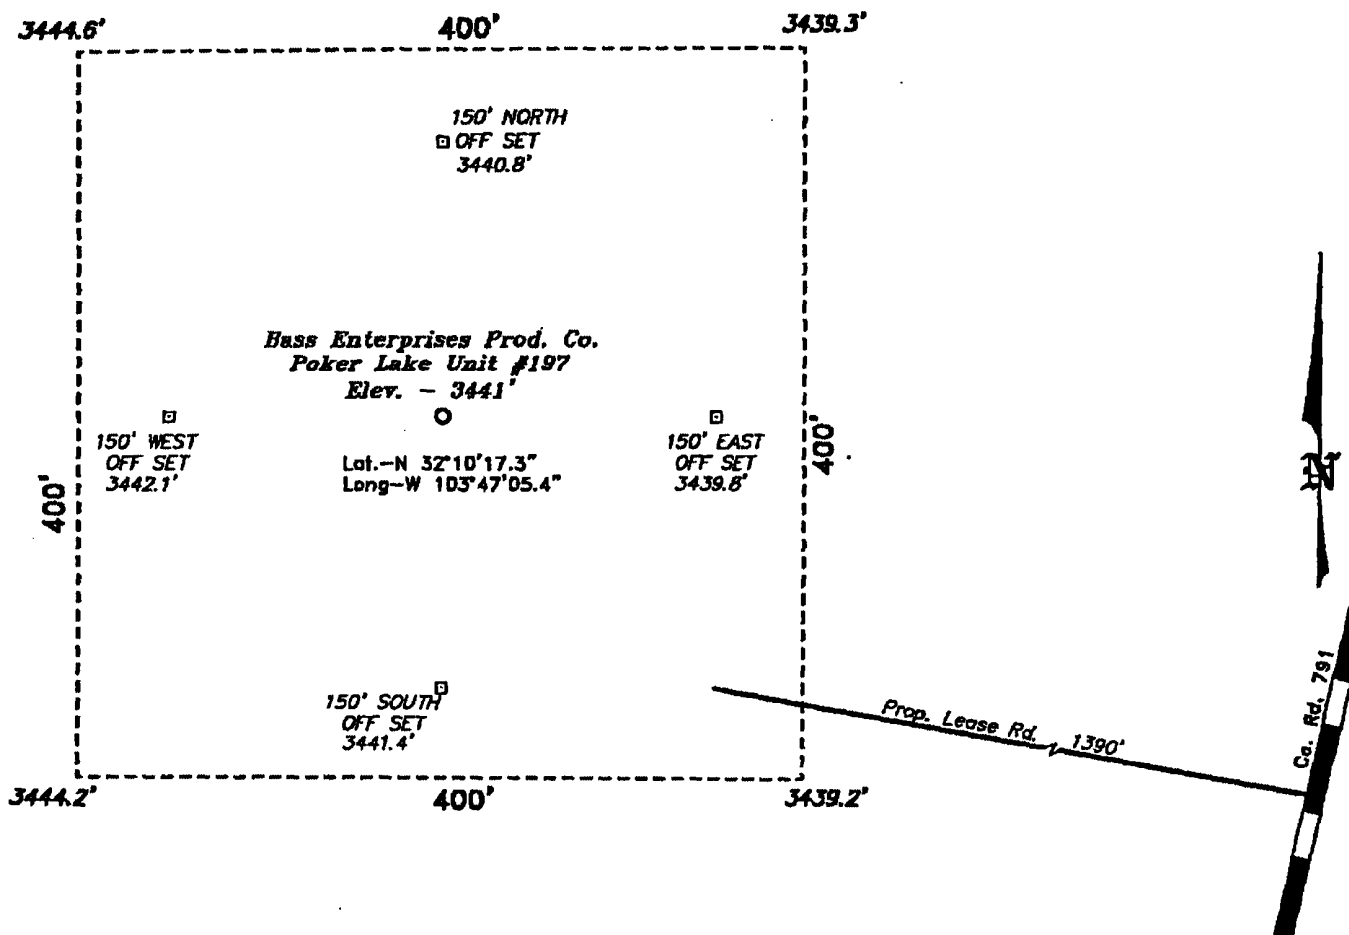 3444.6'
400'
3439.3'
150' NORTH
OFF SET
3440.8'
Bass Enterprises Prod. Co.
Poker Lake Unit #197
Elev. - 3441'
150' WEST
OFF SET
3442.1'
Lat.-N 32°10'17.3"
Long-W 103°47'05.4"
150' EAST
OFF SET
3439.8'
400'
400'
N
150' SOUTH
OFF SET
3441.4'
Prop. Lease Rd. 1390'
Co. Rd. 791
3444.2'
400'
3439.2'